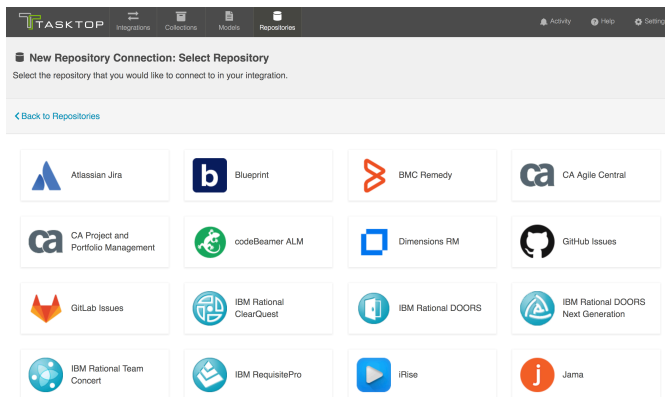 TASKTOP
Integrations
Collections
Models
Repositories
Activity
Help
Setting
New Repository Connection: Select Repository
Select the repository that you would like to connect to in your integration.
Back to Repositories
Atlassian Jira
b
Blueprint
BMC Remedy
ca
CA Agile Central
ca
CA Project and
Portfolio Management
codeBeamer ALM
Dimensions RM
GitHub Issues
GitLab Issues
IBM Rational
ClearQuest
IBM Rational DOORS
IBM Rational DOORS
Next Generation
IBM Rational Team
Concert
IBM RequisitePro
iRise
j
Jama